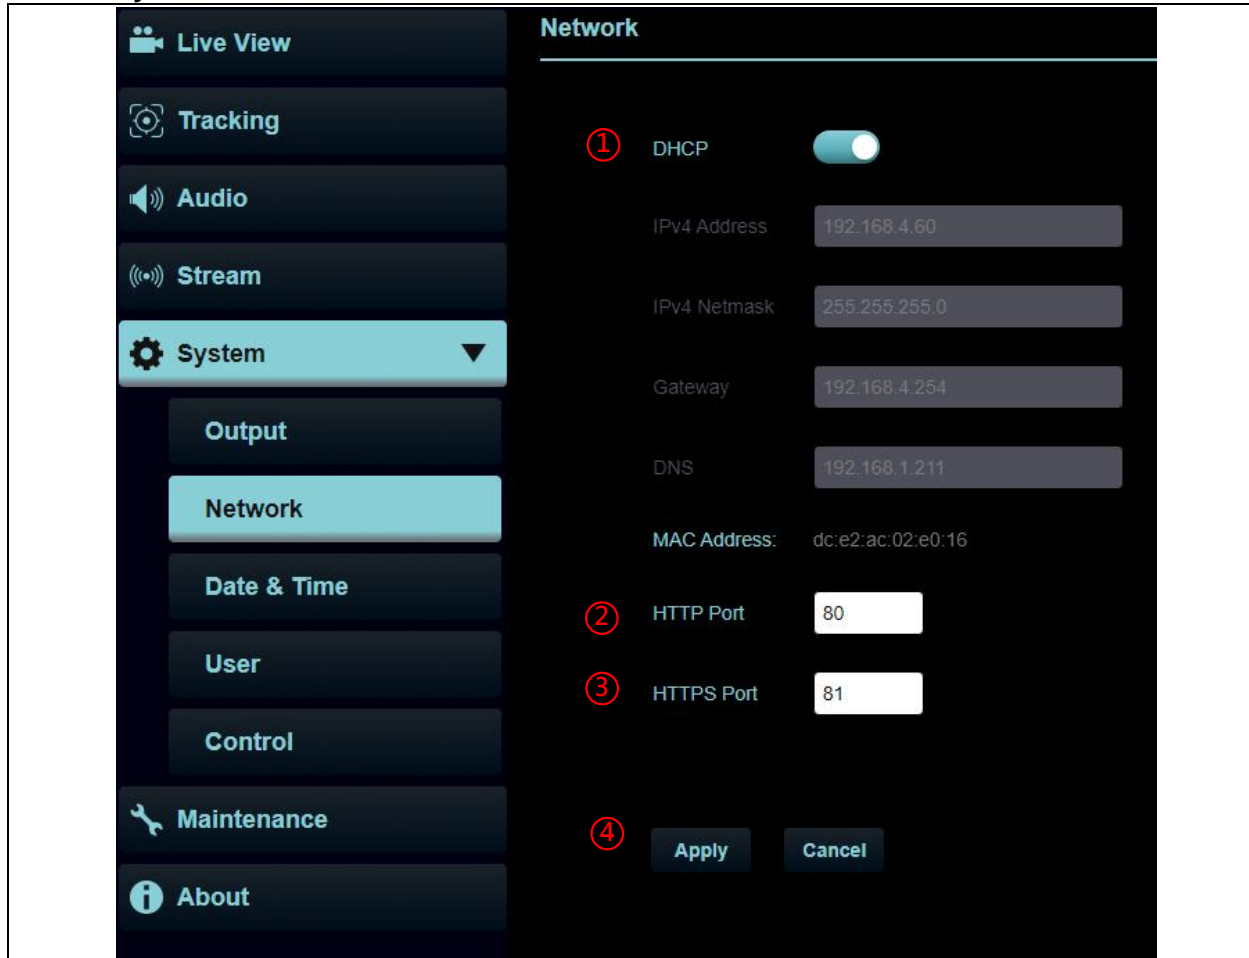 Live View
Tracking
Audio
Stream
System
Output
Network
Date & Time
User
Control
Maintenance
About
Network
① DHCP
IPv4 Address 192.168.4.60
IPv4 Netmask 255.255.255.0
Gateway 192.168.4.254
DNS 192.168.1.211
MAC Address: dc:e2:ac:02:e0:16
② HTTP Port 80
③ HTTPS Port 81
④ Apply Cancel